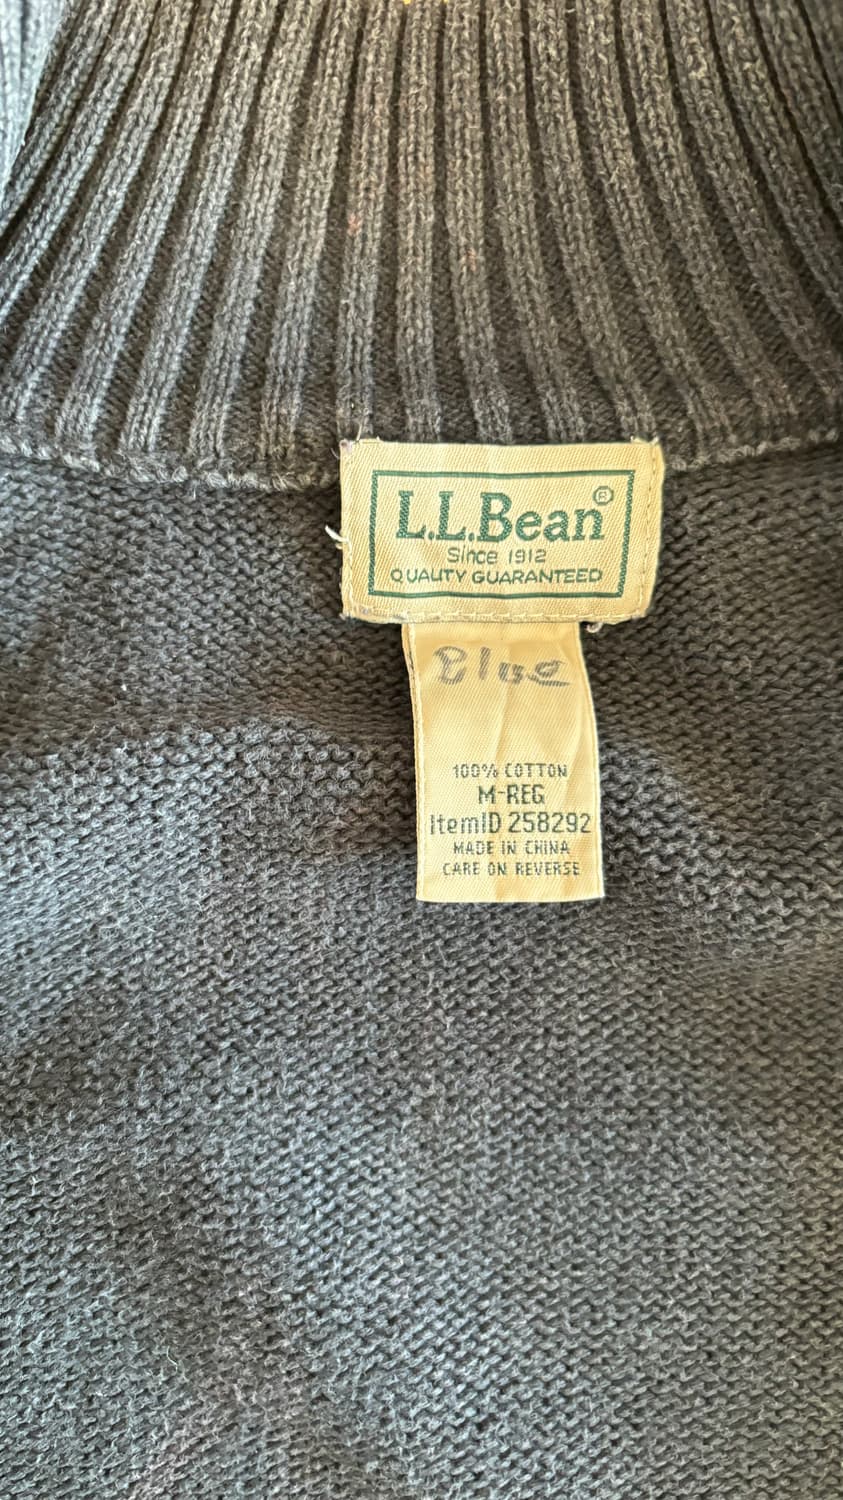 L.L.Bean®
Since 1912
QUALITY GUARANTEED
Blue
100% COTTON
M-REG
ItemID 258292
MADE IN CHINA
CARE ON REVERSE